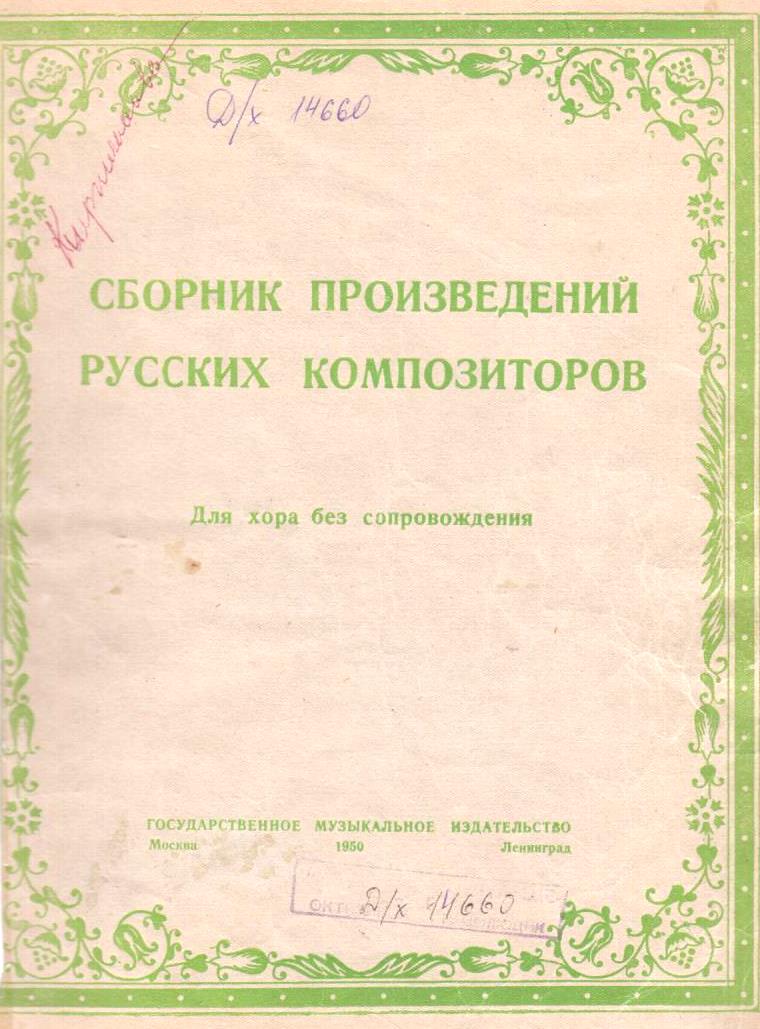 Д/х 14660
СБОРНИК ПРОИЗВЕДЕНИЙ
РУССКИХ КОМПОЗИТОРОВ
Для хора без сопровождения
ГОСУДАРСТВЕННОЕ МУЗЫКАЛЬНОЕ ИЗДАТЕЛЬСТВО
Москва 1950 Ленинград
Д/х 14660